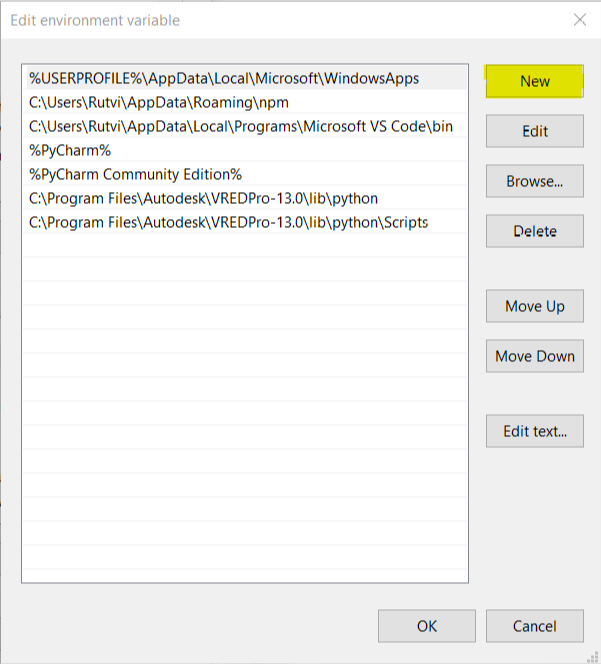 Edit environment variable
%USERPROFILE%\AppData\Local\Microsoft\WindowsApps
C:\Users\Rutvi\AppData\Roaming\npm
C:\Users\Rutvi\AppData\Local\Programs\Microsoft VS Code\bin
%PyCharm%
%PyCharm Community Edition%
C:\Program Files\Autodesk\VREDPro-13.0\lib\python
C:\Program Files\Autodesk\VREDPro-13.0\lib\python\Scripts
New
Edit
Browse...
Delete
Move Up
Move Down
Edit text...
OK
Cancel